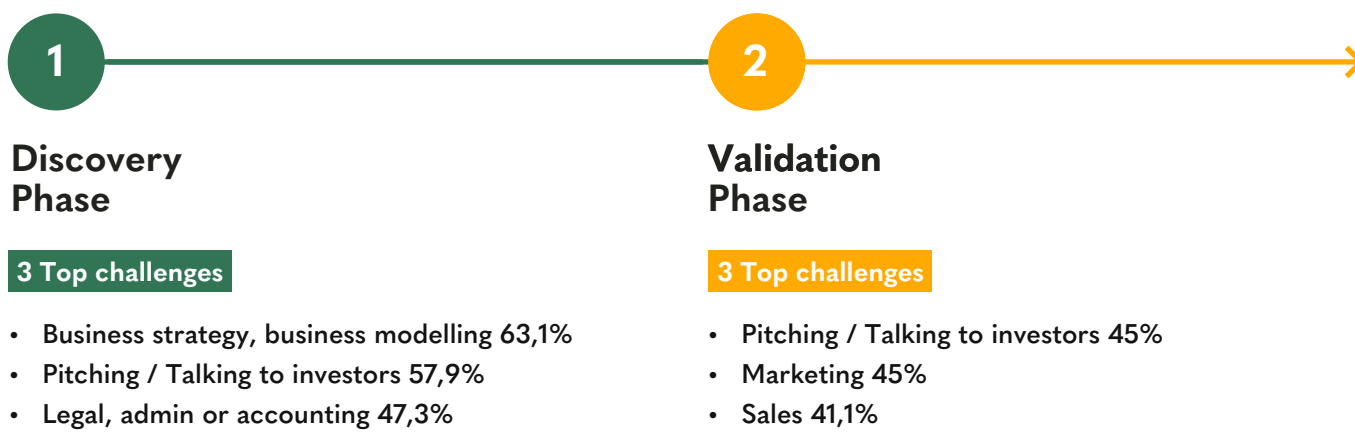 1
Discovery
Phase
3 Top challenges
• Business strategy, business modelling 63,1%
• Pitching / Talking to investors 57,9%
• Legal, admin or accounting 47,3%
2
Validation
Phase
3 Top challenges
• Pitching / Talking to investors 45%
• Marketing 45%
• Sales 41,1%